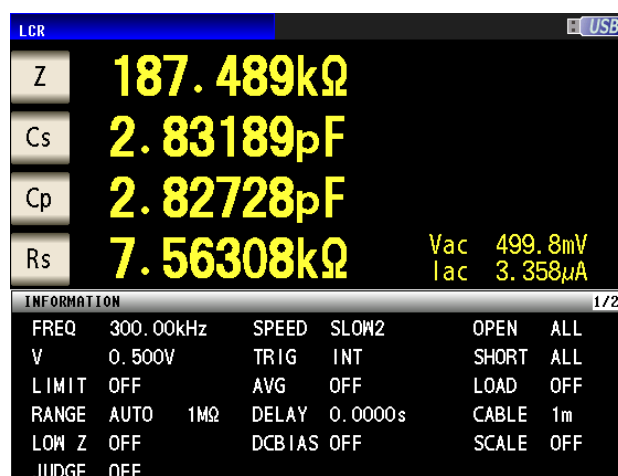 LCR USB
Z 187.489kΩ
Cs 2.83189pF
Cp 2.82728pF
Rs 7.56308kΩ
Vac 499.8mV
Iac 3.358μA
INFORMATION 1/2
FREQ 300.00kHz SPEED SLOW2 OPEN ALL
V 0.500V TRIG INT SHORT ALL
LIMIT OFF AVG OFF LOAD OFF
RANGE AUTO 1MΩ DELAY 0.0000s CABLE 1m
LOW Z OFF DCBIAS OFF SCALE OFF
JUDGE OFF